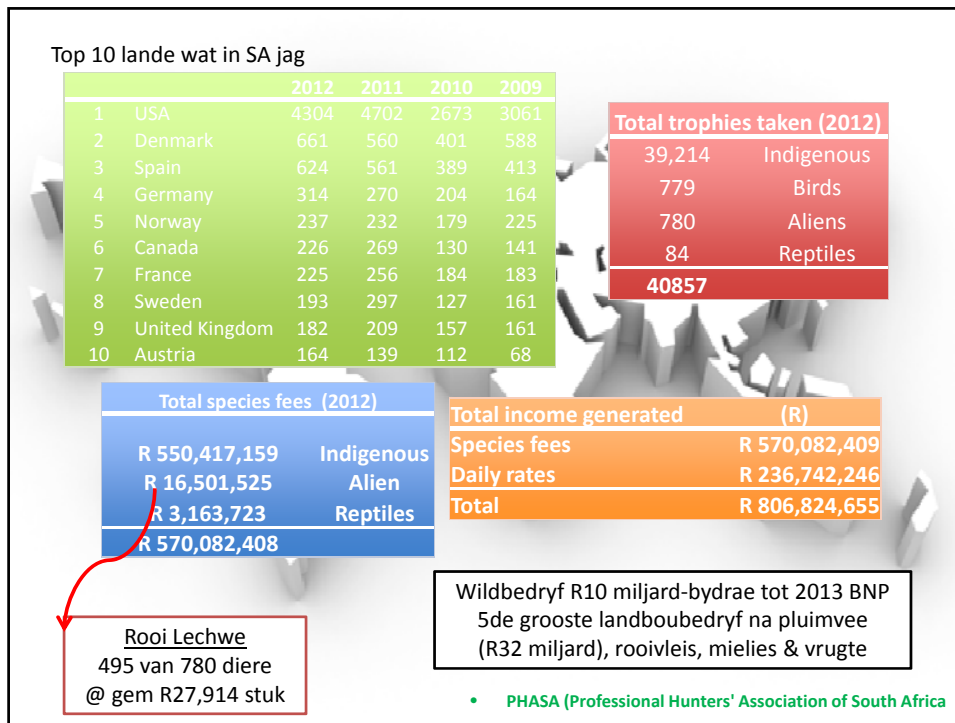 Top 10 lande wat in SA jag
2012 2011 2010 2009
1 USA 4304 4702 2673 3061
2 Denmark 661 560 401 588
3 Spain 624 561 389 413
4 Germany 314 270 204 164
5 Norway 237 232 179 225
6 Canada 226 269 130 141
7 France 225 256 184 183
8 Sweden 193 297 127 161
9 United Kingdom 182 209 157 161
10 Austria 164 139 112 68
Total trophies taken (2012)
39,214 Indigenous
779 Birds
780 Aliens
84 Reptiles
40857
Total species fees (2012)
R 550,417,159 Indigenous
R 16,501,525 Alien
R 3,163,723 Reptiles
R 570,082,408
Total income generated (R)
Species fees R 570,082,409
Daily rates R 236,742,246
Total R 806,824,655
Rooi Lechwe
495 van 780 diere
@ gem R27,914 stuk
Wildbedryf R10 miljard-bydrae tot 2013 BNP
5de grooste landboubedryf na pluimvee
(R32 miljard), rooivleis, mielies & vrugte
• PHASA (Professional Hunters' Association of South Africa